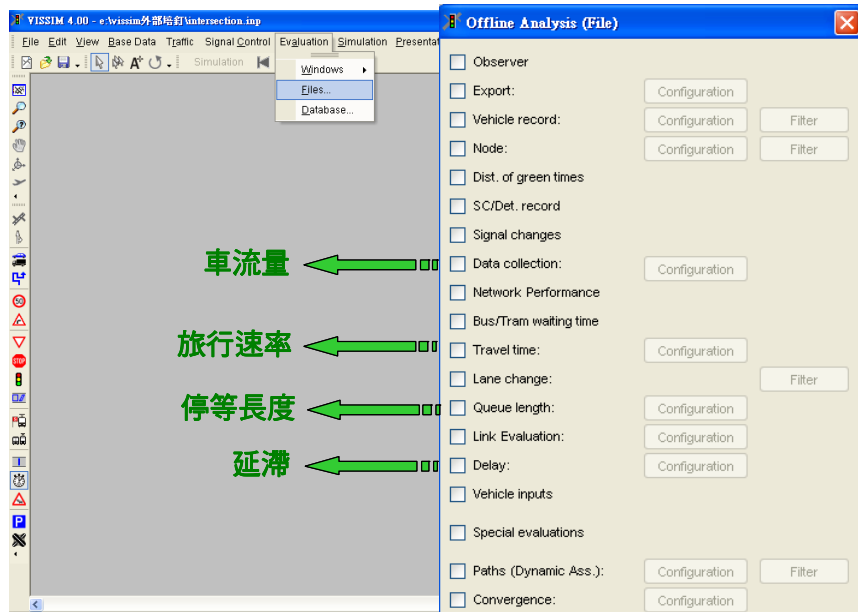 VISSIM 4.00 - e:\vissim外部培釘\intersection.inp
File Edit View Base Data Traffic Signal Control Evaluation Simulation Presentat
Simulation
Windows
Files...
Database...
車流量
旅行速率
停等長度
延滯
Offline Analysis (File)
Observer
Export: Configuration
Vehicle record: Configuration Filter
Node: Configuration Filter
Dist. of green times
SC/Det. record
Signal changes
Data collection: Configuration
Network Performance
Bus/Tram waiting time
Travel time: Configuration
Lane change: Filter
Queue length: Configuration
Link Evaluation: Configuration
Delay: Configuration
Vehicle inputs
Special evaluations
Paths (Dynamic Ass.): Configuration Filter
Convergence: Configuration
50
STOP
P